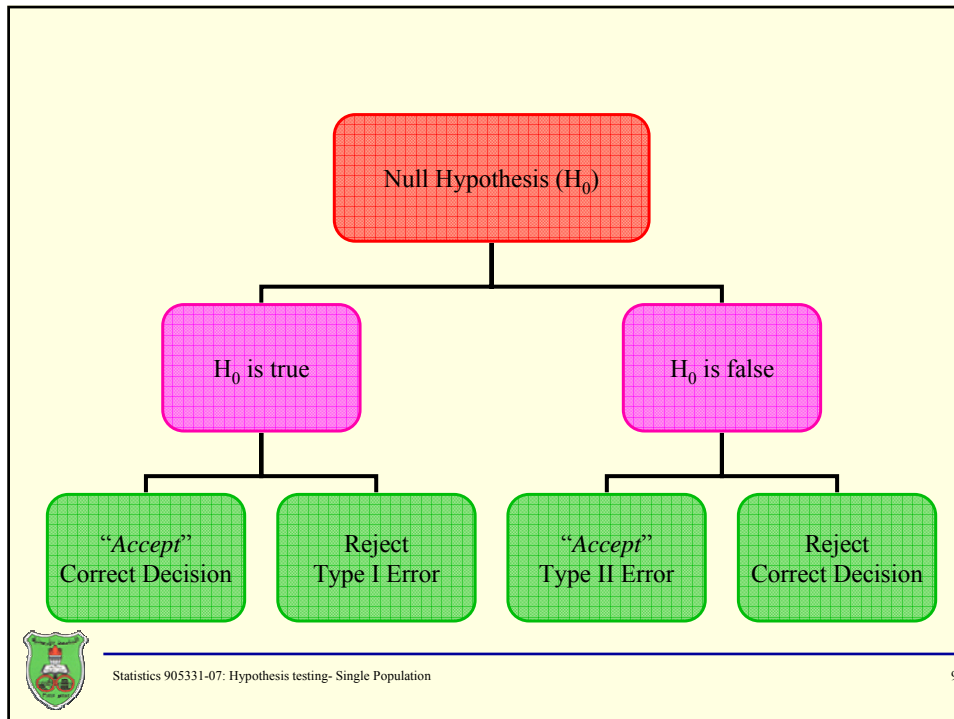 Null Hypothesis (H₀)
H₀ is true
H₀ is false
“Accept”
Correct Decision
Reject
Type I Error
“Accept”
Type II Error
Reject
Correct Decision
Statistics 905331-07: Hypothesis testing- Single Population
9